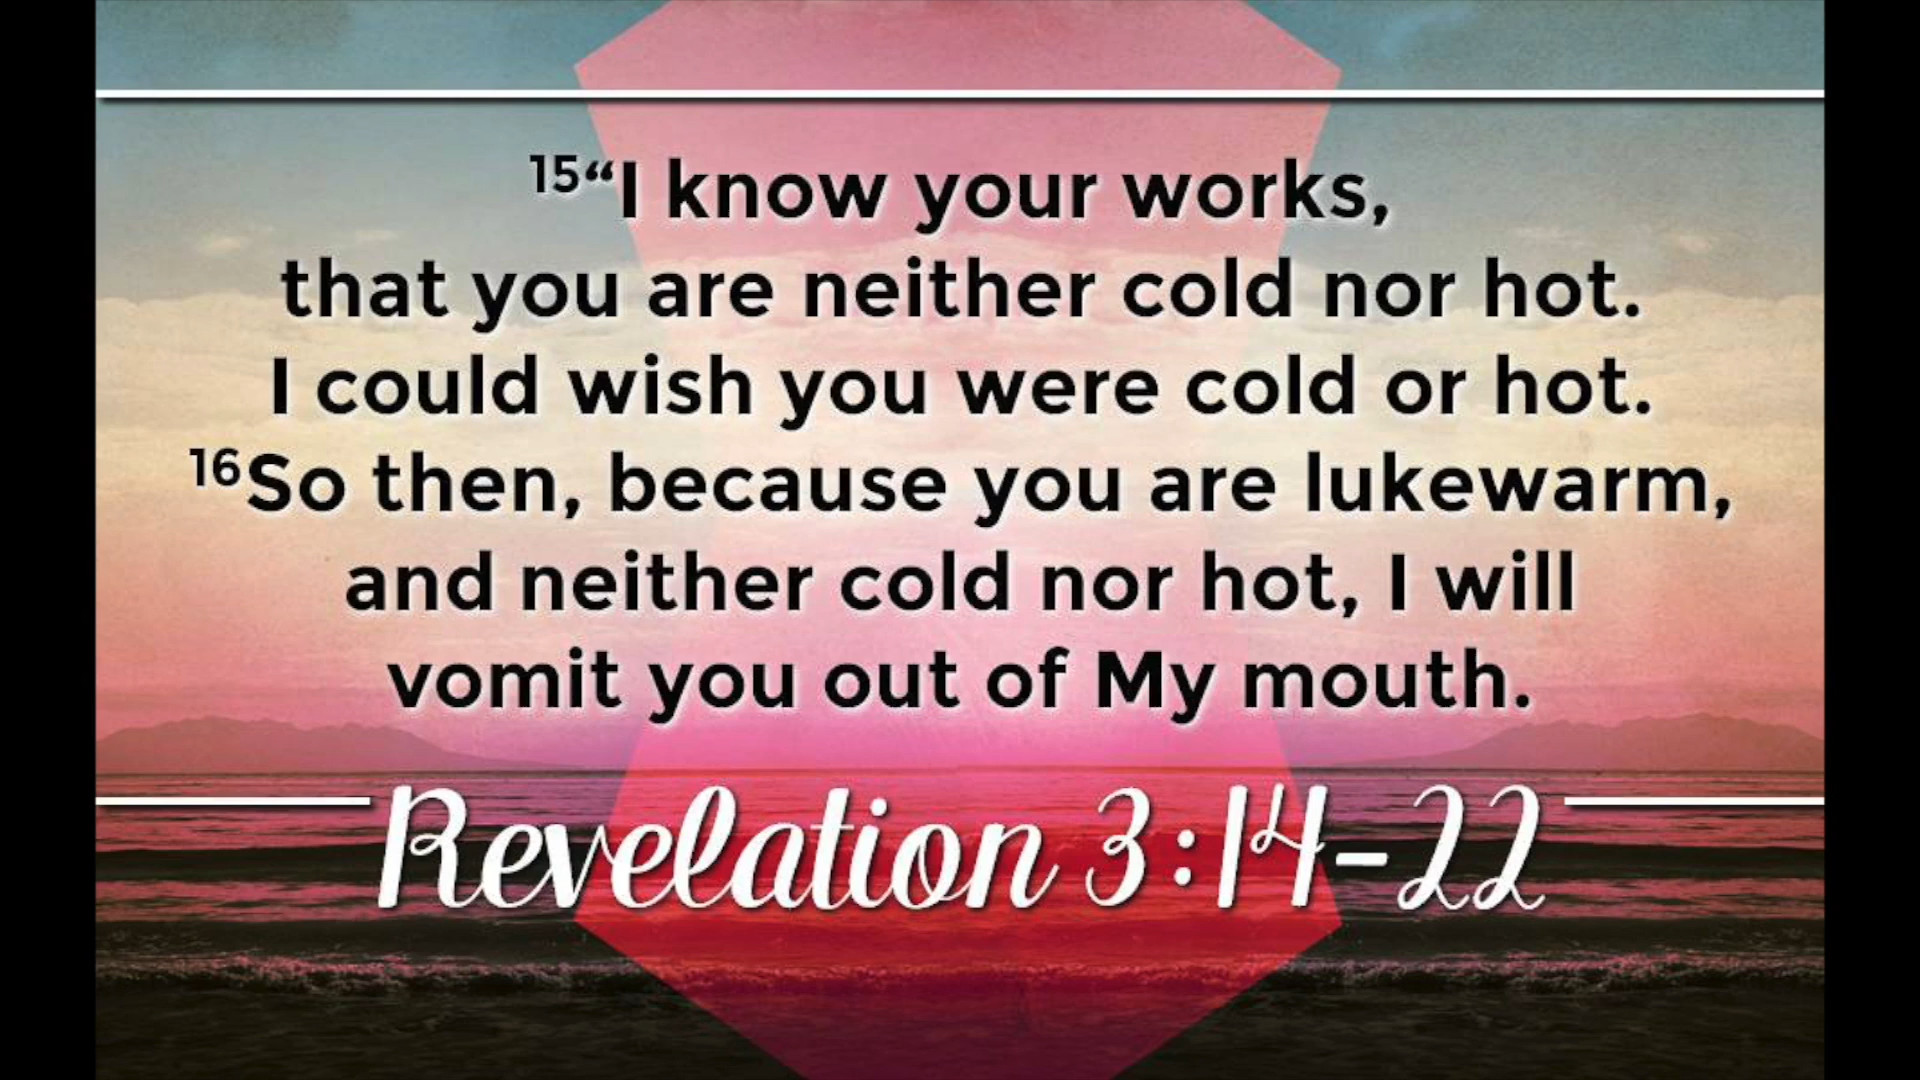 15“I know your works,
that you are neither cold nor hot.
I could wish you were cold or hot.
16So then, because you are lukewarm,
and neither cold nor hot, I will
vomit you out of My mouth.
Revelation 3:14-22